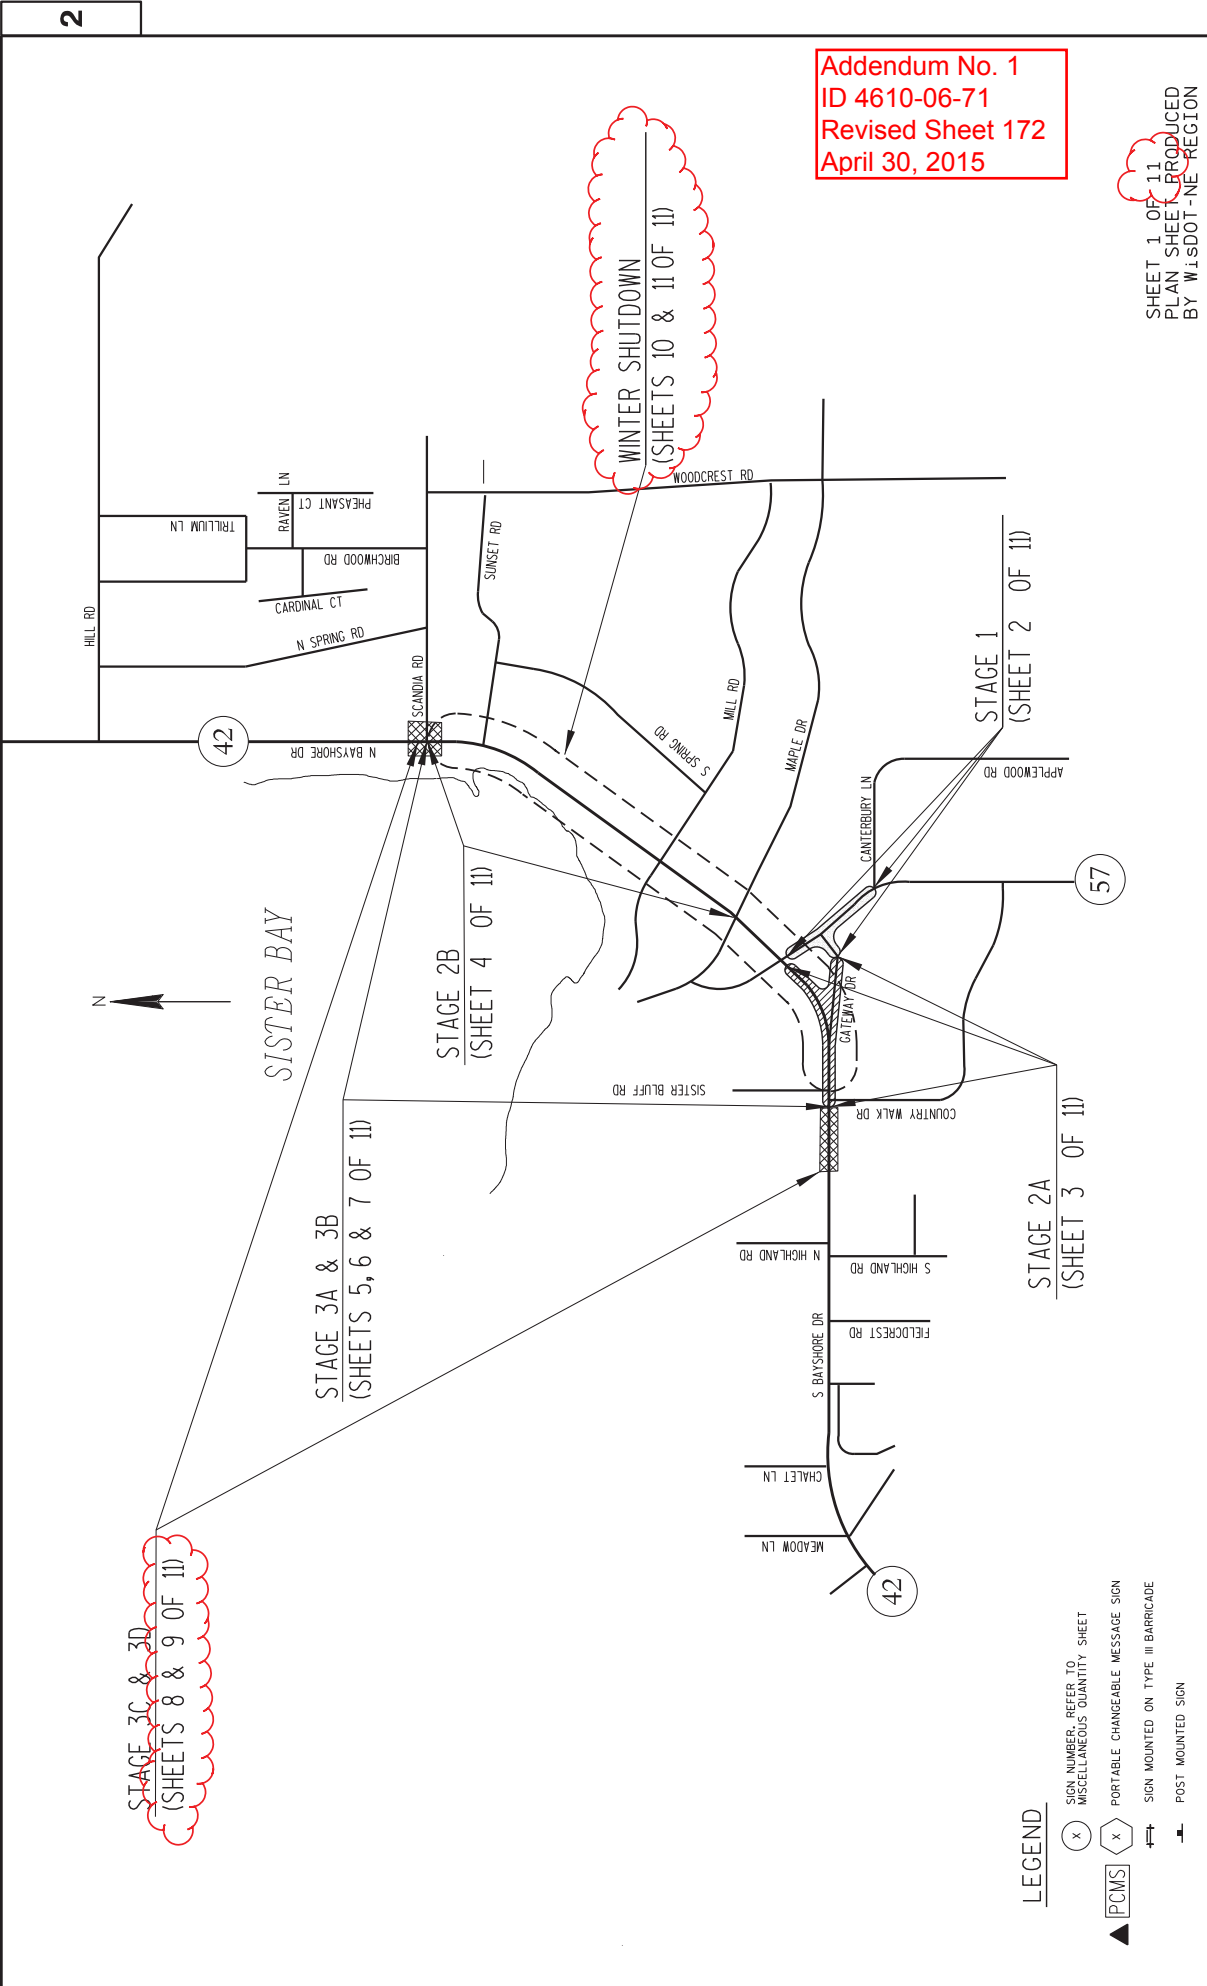 2
Addendum No. 1
ID 4610-06-71
Revised Sheet 172
April 30, 2015
SHEET 1 OF 11
PLAN SHEET PRODUCED
BY WisDOT-NE REGION
WINTER SHUTDOWN
(SHEETS 10 & 11 OF 11)
HILL RD
TRILLIUM LN
RAVEN LN
PHEASANT CT
BIRCHWOOD RD
CARDINAL CT
N SPRING RD
SCANDIA RD
SUNSET RD
WOODCREST RD
42
N BAYSHORE DR
S SPRING RD
MILL RD
MAPLE DR
STAGE 1
(SHEET 2 OF 11)
CANTERBURY LN
APPLEWOOD RD
57
N
SISTER BAY
STAGE 2B
(SHEET 4 OF 11)
GATEWAY DR
SISTER BLUFF RD
COUNTRY WALK DR
STAGE 3A & 3B
(SHEETS 5, 6 & 7 OF 11)
STAGE 2A
(SHEET 3 OF 11)
N HIGHLAND RD
S HIGHLAND RD
S BAYSHORE DR
FIELDCREST RD
CHALET LN
MEADOW LN
42
STAGE 3C & 3D
(SHEETS 8 & 9 OF 11)
LEGEND
X
SIGN NUMBER. REFER TO
MISCELLANEOUS QUANTITY SHEET
PCMS
X
PORTABLE CHANGEABLE MESSAGE SIGN
SIGN MOUNTED ON TYPE III BARRICADE
POST MOUNTED SIGN